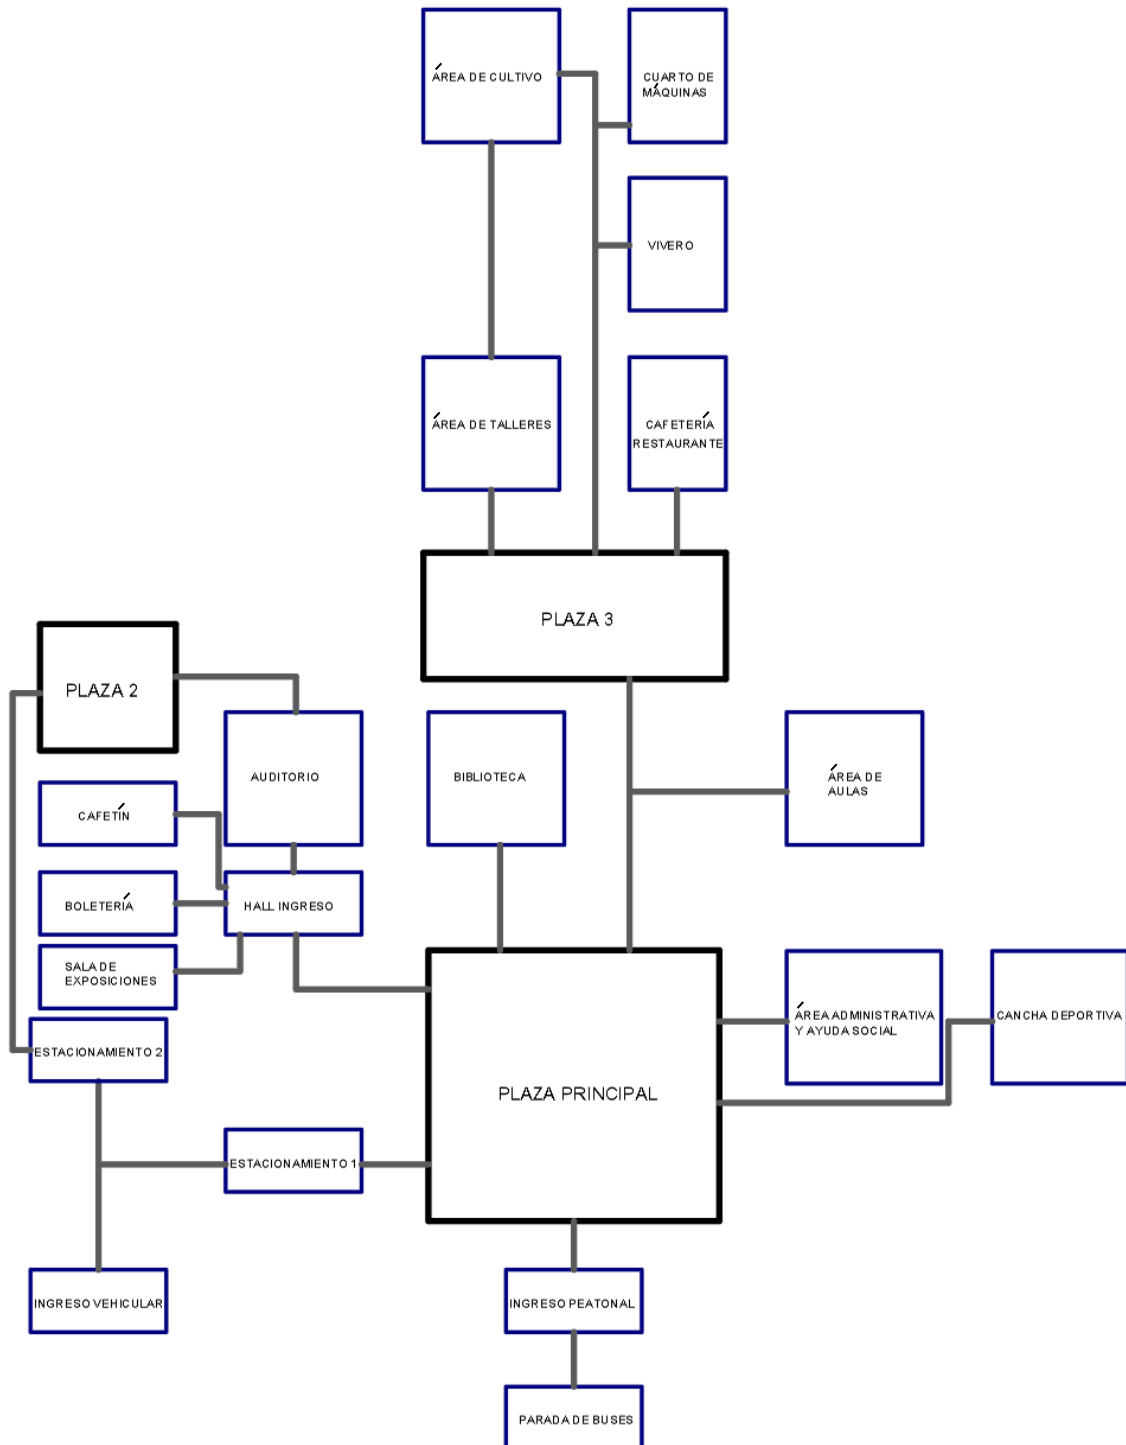 ÁREA DE CULTIVO
CUARTO DE
MÁQUINAS
VIVERO
ÁREA DE TALLERES
CAFETERÍA
RESTAURANTE
PLAZA 3
PLAZA 2
AUDITORIO
BIBLIOTECA
ÁREA DE
AULAS
CAFETÍN
BOLETERÍA
HALL INGRESO
SALA DE
EXPOSICIONES
ÁREA ADMINISTRATIVA
Y AYUDA SOCIAL
CANCHA DEPORTIVA
ESTACIONAMIENTO 2
PLAZA PRINCIPAL
ESTACIONAMIENTO 1
INGRESO VEHICULAR
INGRESO PEATONAL
PARADA DE BUSES